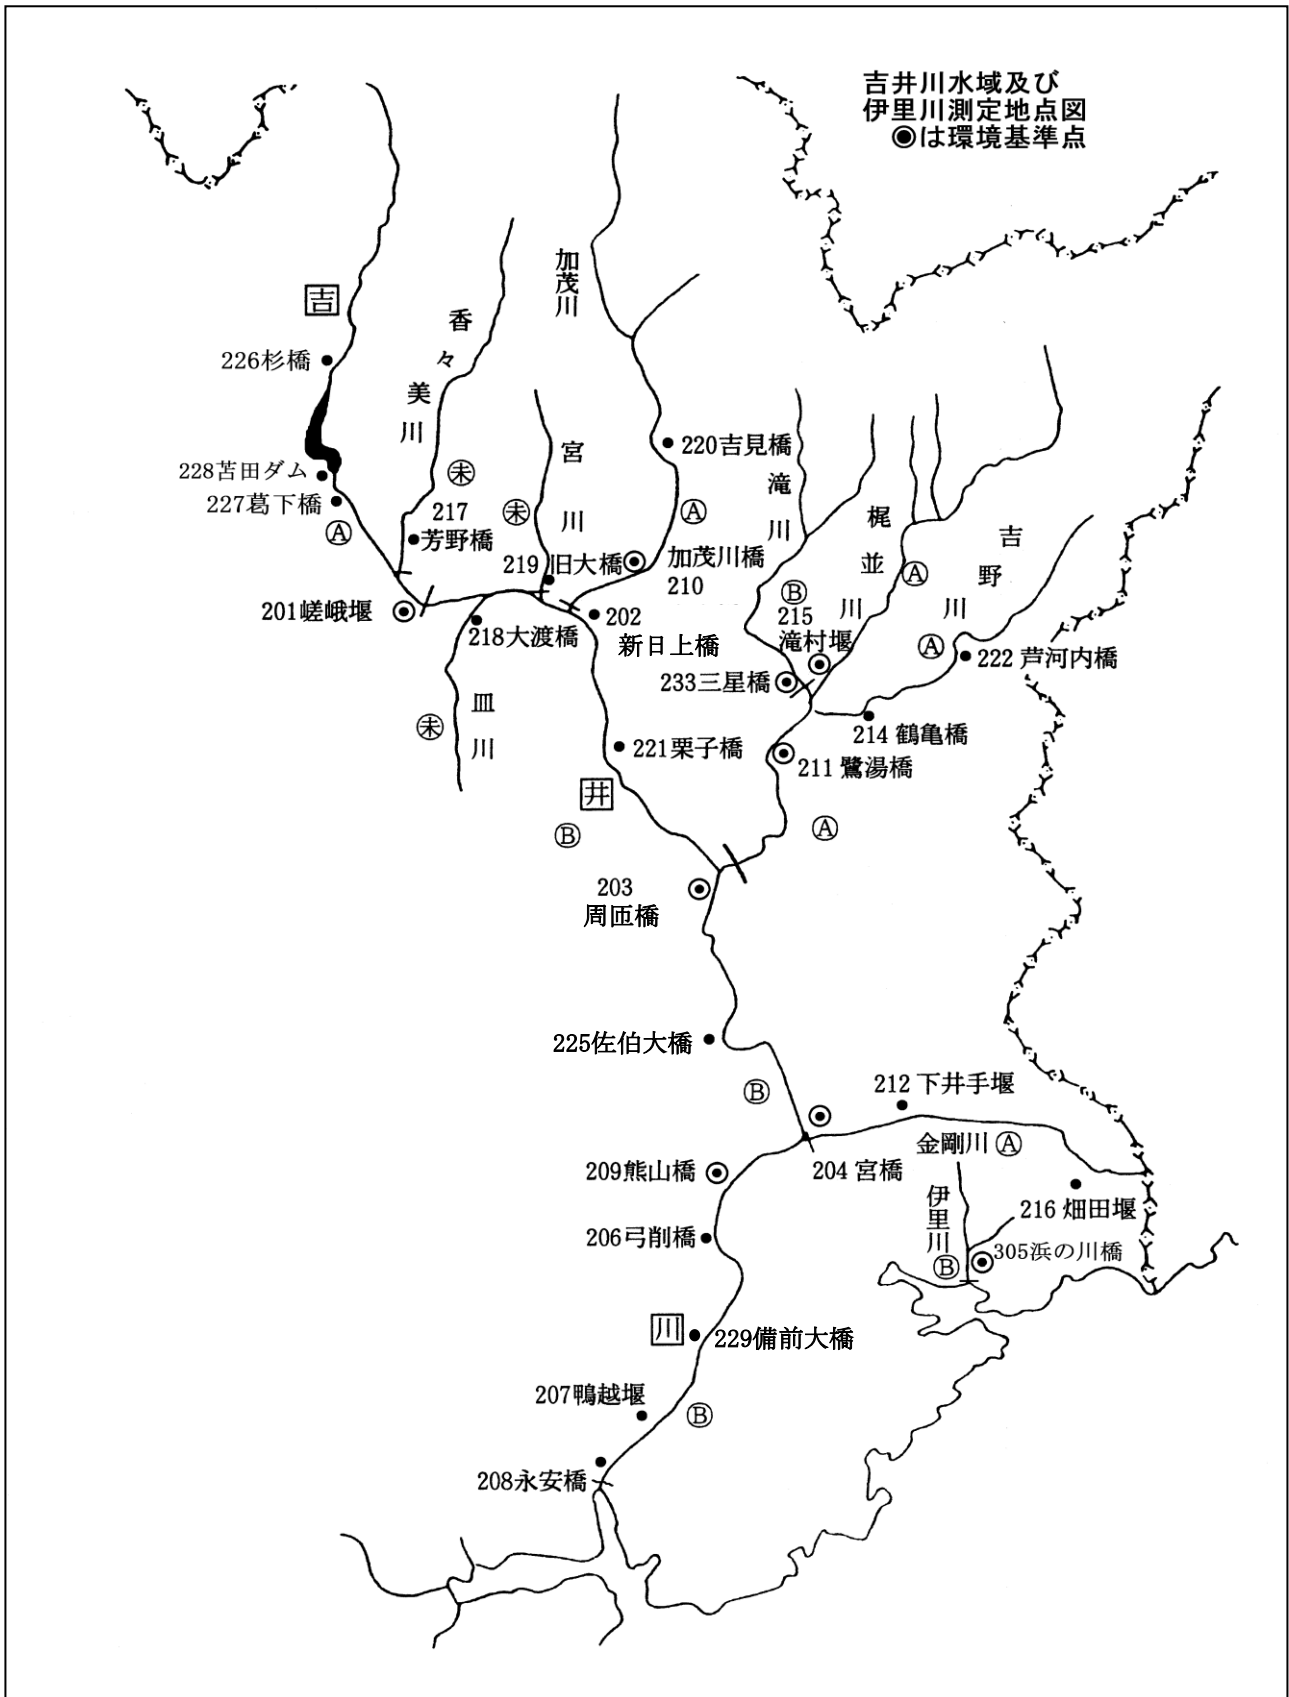 吉井川水域及び
伊里川測定地点図
◉は環境基準点
加茂川
吉
香々美川
226杉橋
宮川
220吉見橋
滝川
228苫田ダム
227葛下橋
Ⓐ
217
芳野橋
㊍
未
未
Ⓐ
梶並川
吉野川
219旧大橋
加茂川橋
210
Ⓑ
215
滝村堰
Ⓐ
Ⓐ
201嵯峨堰
218大渡橋
202
新日上橋
222 芦河内橋
233三星橋
皿川
未
221栗子橋
214 鶴亀橋
211 鷺湯橋
井
Ⓑ
Ⓐ
203
周匝橋
225佐伯大橋
Ⓑ
212 下井手堰
金剛川 Ⓐ
204 宮橋
209熊山橋
伊里川
216 畑田堰
206弓削橋
305浜の川橋
Ⓑ
川
229備前大橋
207鴨越堰
Ⓑ
208永安橋